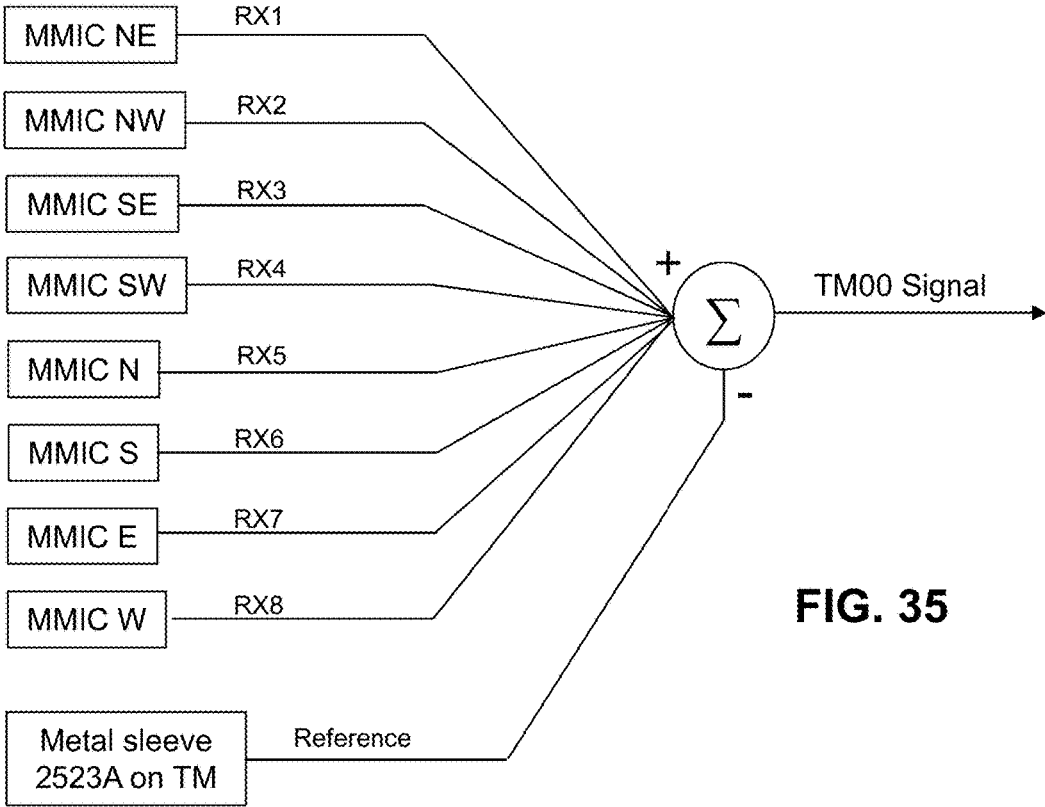 MMIC NE
RX1
MMIC NW
RX2
MMIC SE
RX3
MMIC SW
RX4
+
Σ
TM00 Signal
MMIC N
RX5
-
MMIC S
RX6
MMIC E
RX7
MMIC W
RX8
FIG. 35
Metal sleeve
2523A on TM
Reference